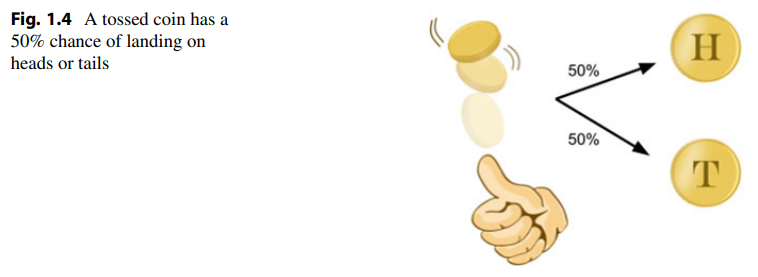 Fig. 1.4 A tossed coin has a
50% chance of landing on
heads or tails
50%
H
50%
T